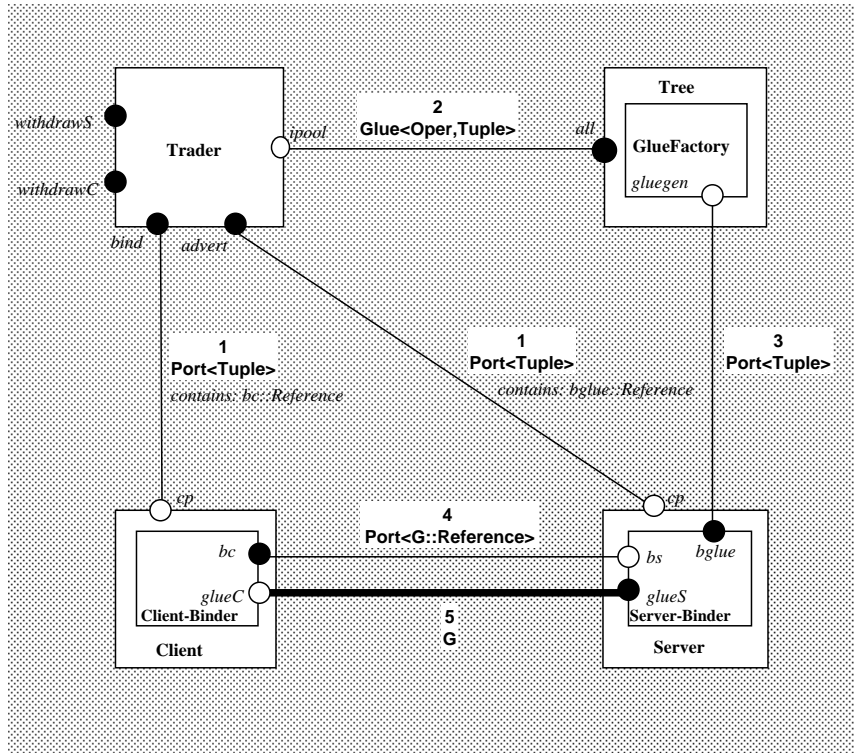 Tree
2
Glue<Oper,Tuple>
withdrawS
ipool
all
Trader
GlueFactory
withdrawC
gluegen
bind
advert
1
Port<Tuple>
contains: bc::Reference
1
Port<Tuple>
contains: bglue::Reference
3
Port<Tuple>
cp
cp
4
Port<G::Reference>
bc
bs
bglue
glueC
glueS
Client-Binder
Server-Binder
5
G
Client
Server